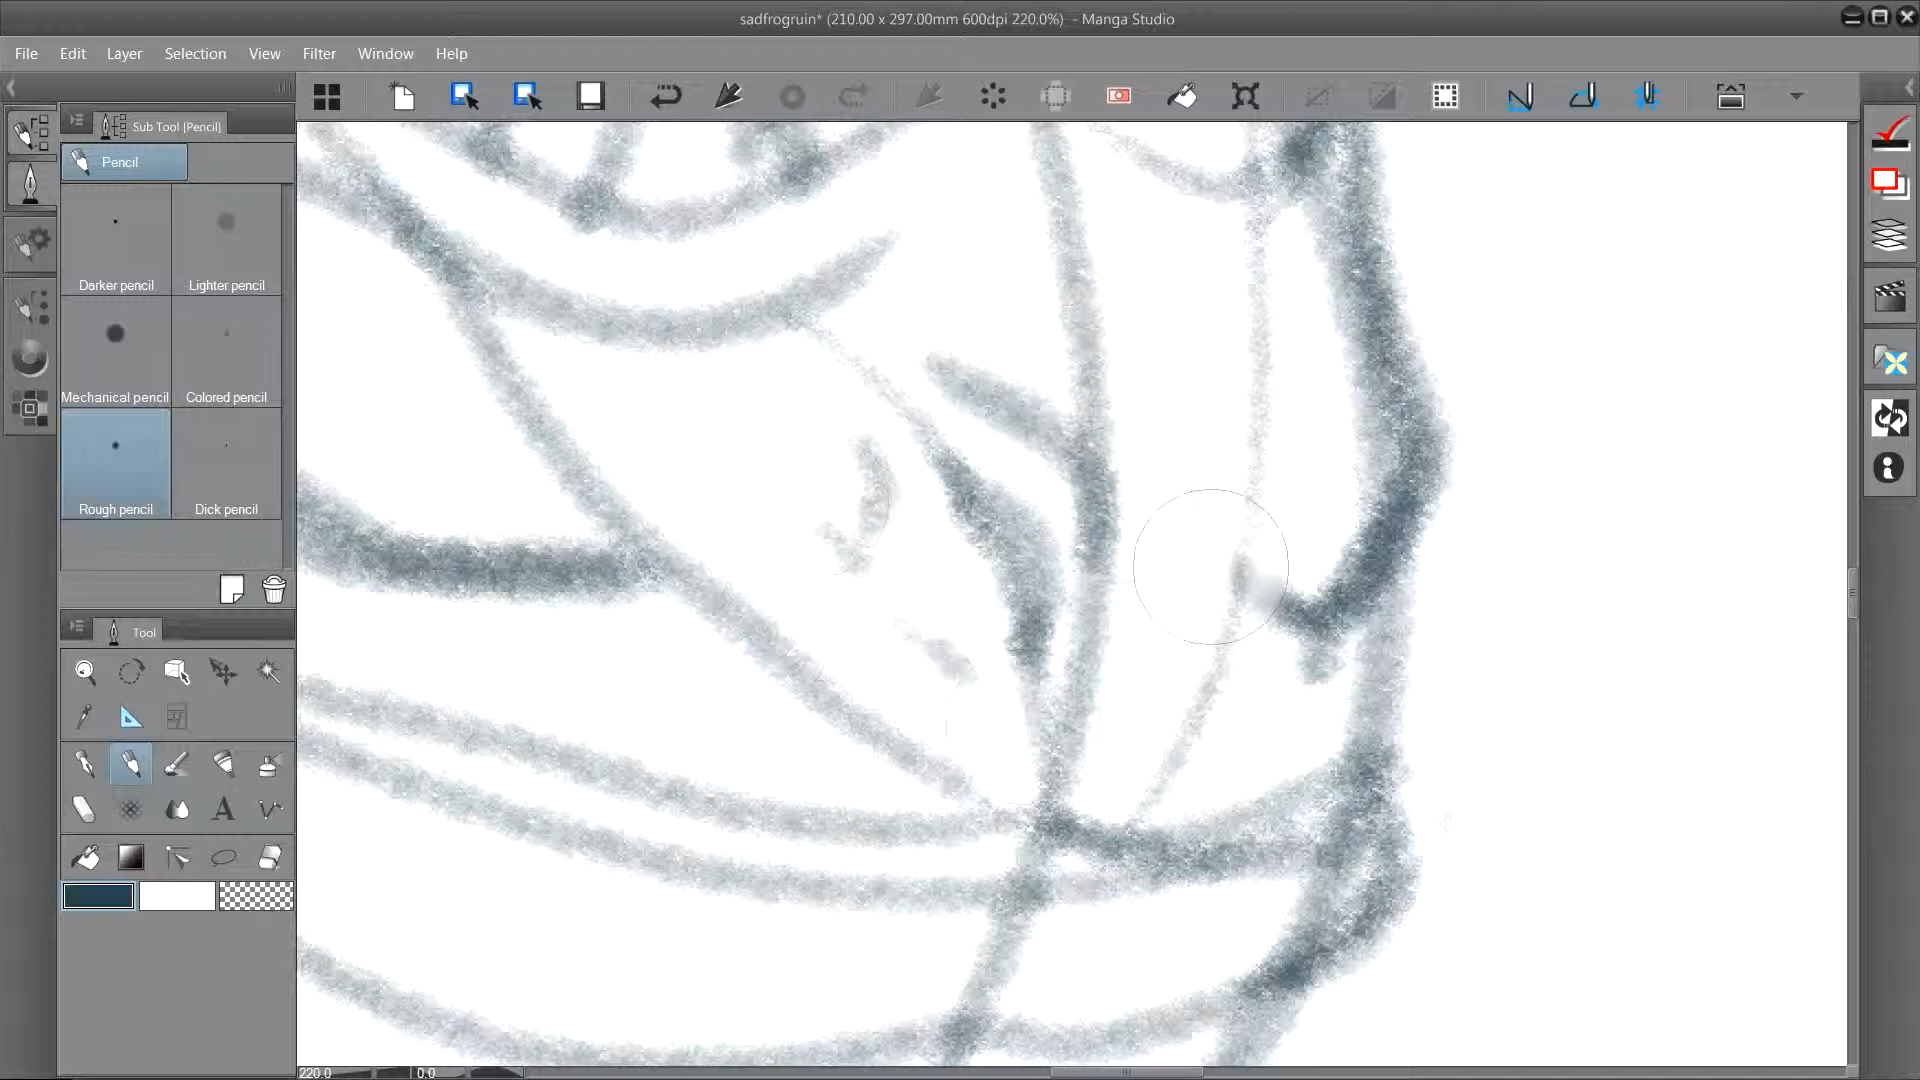 sadfrogruin* (210.00 x 297.00mm 600dpi 220.0%) - Manga Studio
File Edit Layer Selection View Filter Window Help
Sub Tool [Pencil]
Pencil
Darker pencil Lighter pencil
Mechanical pencil Colored pencil
Rough pencil Dick pencil
Tool
220.0 0.0